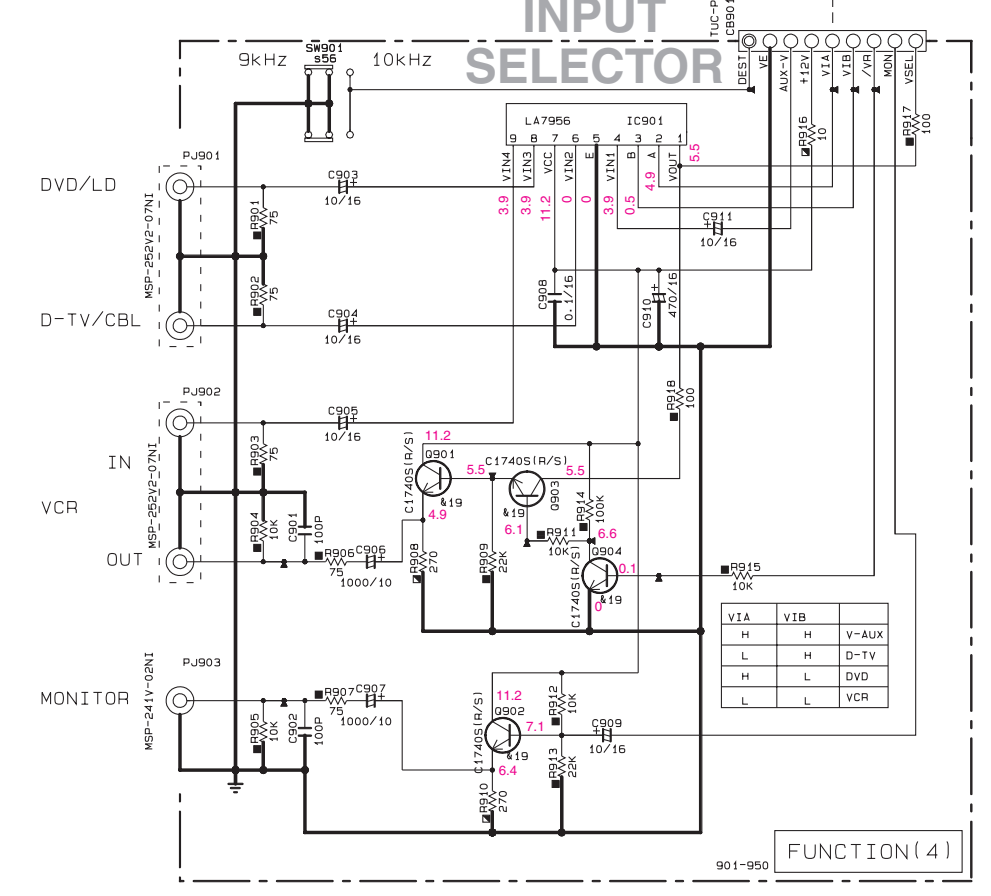 INPUT
SELECTOR
TUC-P
CB901
DEST
VE
AUX-V
+12V
VIA
VIB
/VR
MON
VSEL
9kHz
SW901
s56
10kHz
R916
10
R917
100
LA7956
IC901
9 8 7 6 5 4 3 2 1
VIN4
VIN3
VCC
VIN2
E
VIN1
B
A
VOUT
3.9
3.9
11.2
0
0
3.9
0.5
4.9
5.5
PJ901
DVD/LD
MSP-252V2-07NI
R901
75
R902
75
C903
10/16
D-TV/CBL
C904
10/16
C911
10/16
C908
0.1/16
C910
470/16
R918
100
PJ902
IN
VCR
OUT
MSP-252V2-07NI
C905
10/16
R903
75
R904
10K
C901
100P
R906
75
C906
1000/10
11.2
Q901
C1740S(R/S)
&19
4.9
5.5
C1740S(R/S)
5.5
Q903
&19
6.1
R908
270
R909
22K
R911
10K
R914
100K
6.6
Q904
C1740S(R/S)
0.1
&19
0
R915
10K
VIA VIB
H H V-AUX
L H D-TV
H L DVD
L L VCR
PJ903
MONITOR
MSP-241V-02NI
R905
10K
C902
100P
R907
75
C907
1000/10
11.2
Q902
C1740S(R/S)
7.1
&19
6.4
R912
10K
R913
22K
C909
10/16
R910
270
901-950
FUNCTION(4)